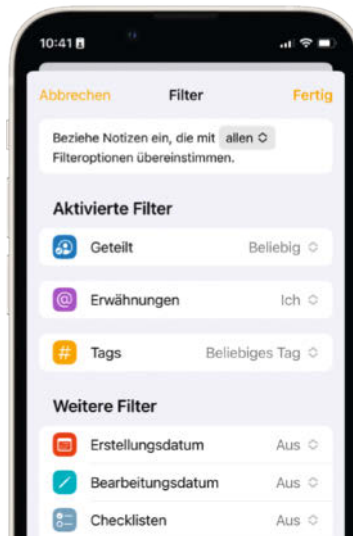 10:41
Abbrechen Filter Fertig
Beziehe Notizen ein, die mit allen
Filteroptionen übereinstimmen.
Aktivierte Filter
Geteilt Beliebig
@ Erwähnungen Ich
# Tags Beliebiges Tag
Weitere Filter
Erstellungsdatum Aus
Bearbeitungsdatum Aus
Checklisten Aus